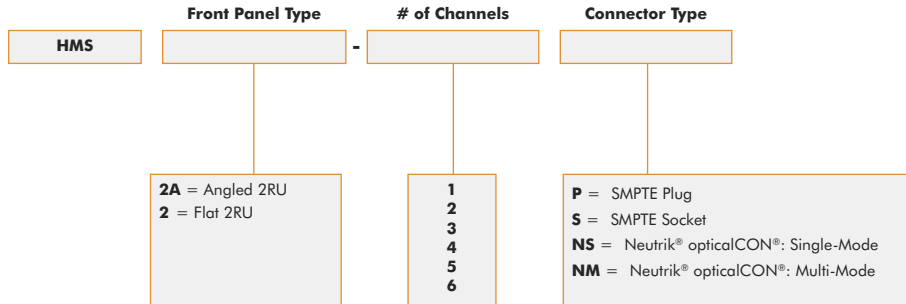 Front Panel Type # of Channels Connector Type
HMS -
2A = Angled 2RU
2 = Flat 2RU
1
2
3
4
5
6
P = SMPTE Plug
S = SMPTE Socket
NS = Neutrik® opticalCON®: Single-Mode
NM = Neutrik® opticalCON®: Multi-Mode